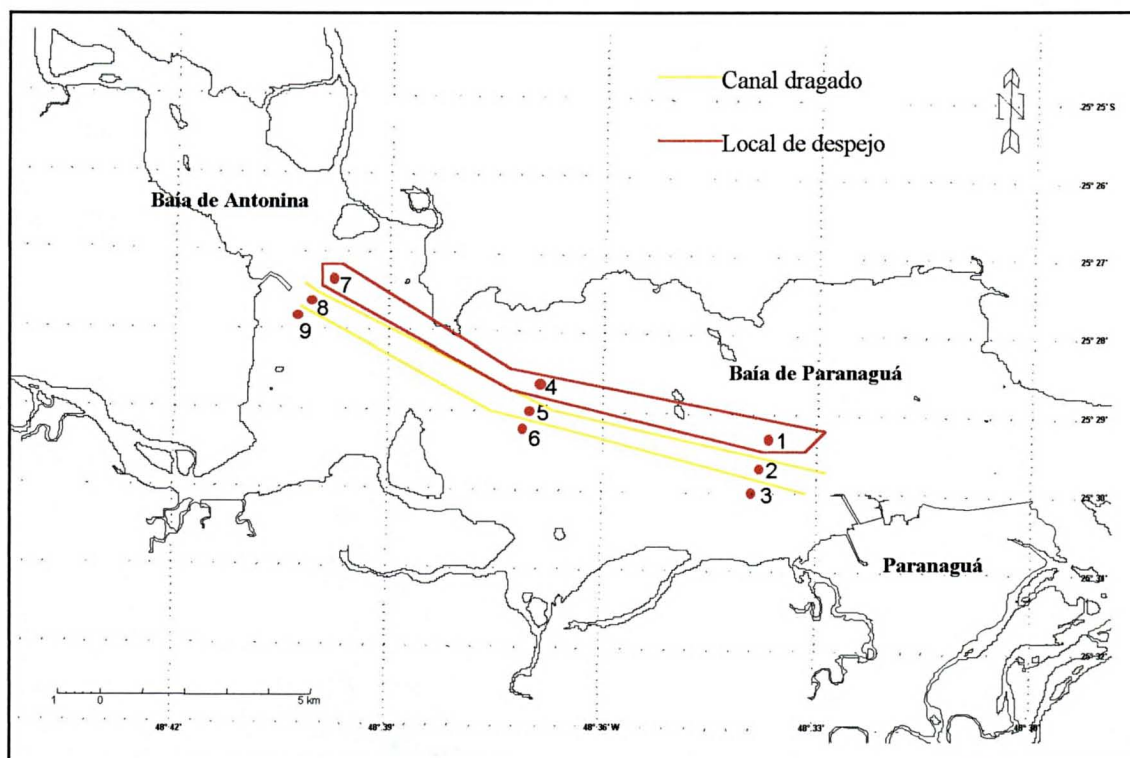 Canal dragado
N
25° 25' S
Local de despejo
25° 26'
Baía de Antonina
25° 27'
7
8
9
25° 28'
4
Baía de Paranaguá
5
25° 29'
6
1
2
3
25° 30'
Paranaguá
25° 31'
25° 32'
1 0 5 km
48° 42' 48° 39' 48° 36' W 48° 33'